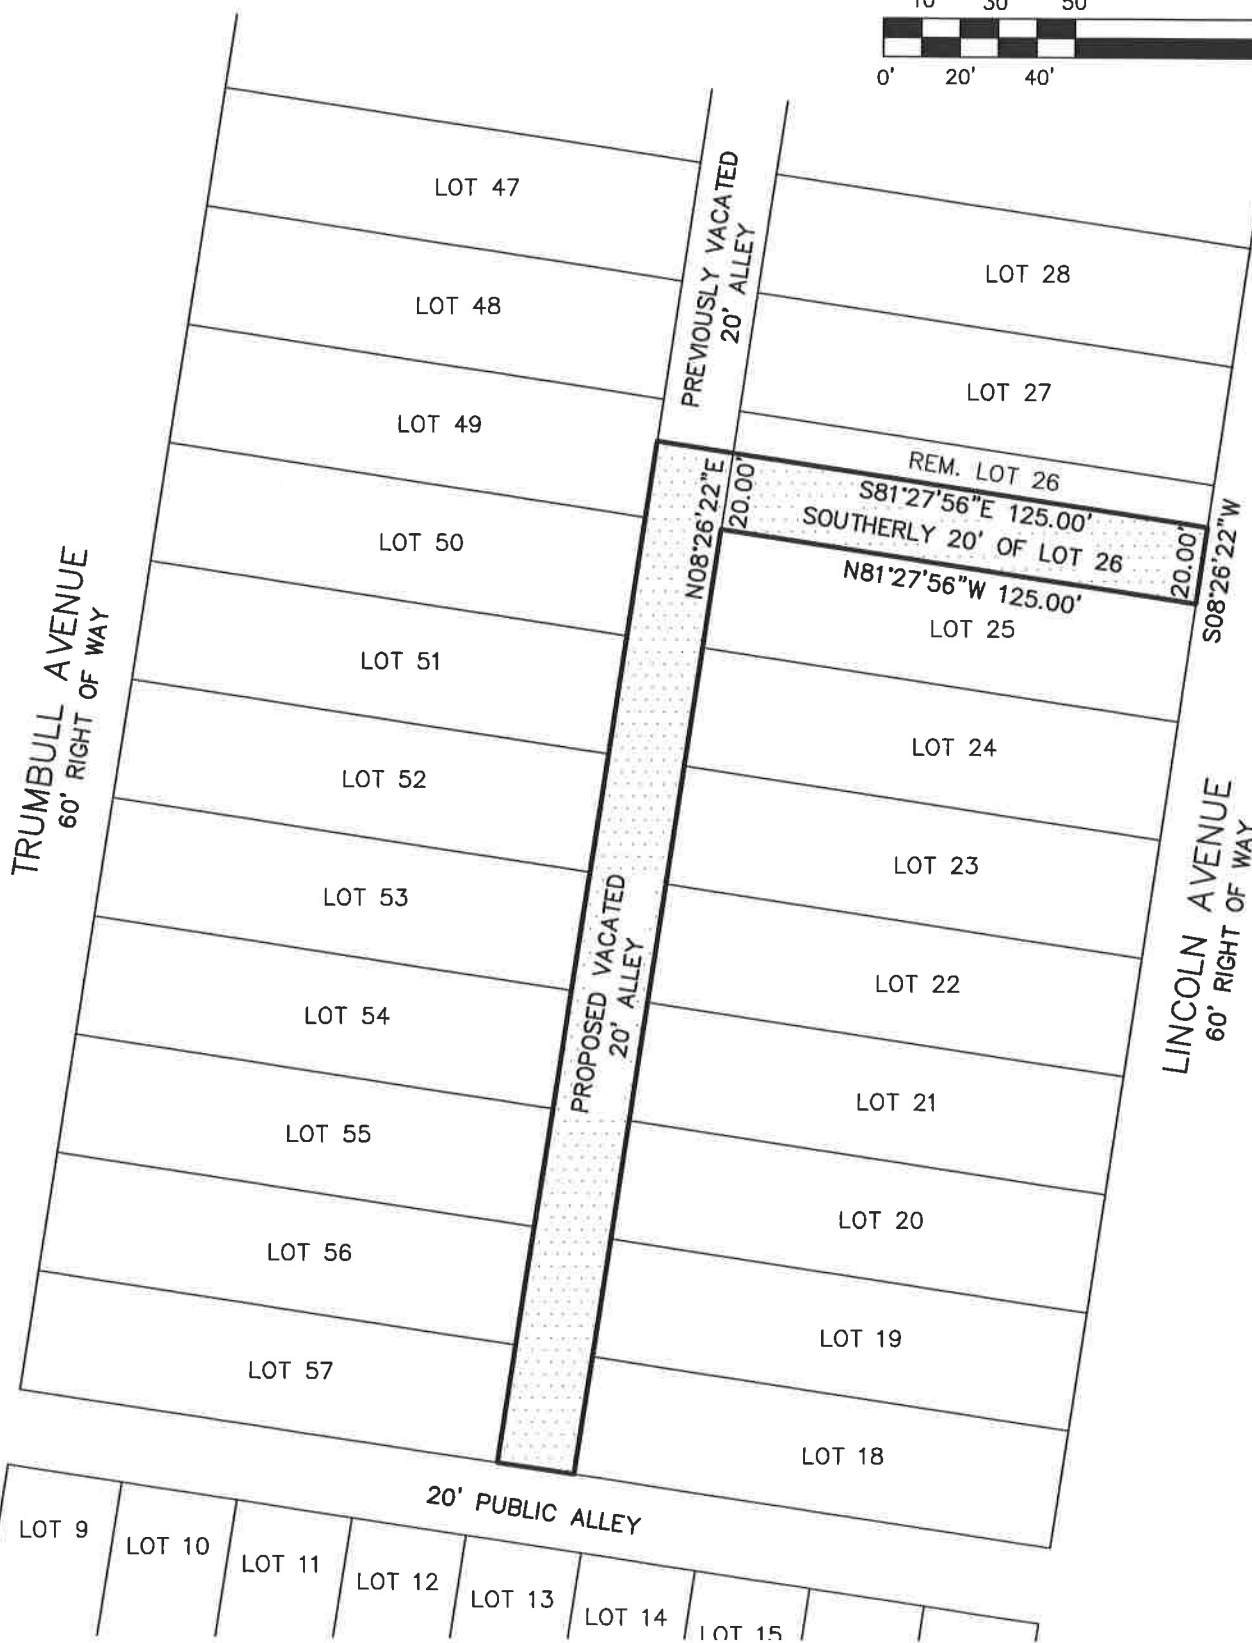 10' 30' 50'
0' 20' 40'
LOT 47
LOT 48
LOT 49
LOT 50
LOT 51
LOT 52
LOT 53
LOT 54
LOT 55
LOT 56
LOT 57
TRUMBULL AVENUE
60' RIGHT OF WAY
PREVIOUSLY VACATED
20' ALLEY
LOT 28
LOT 27
REM. LOT 26
S81°27'56"E 125.00'
SOUTHERLY 20' OF LOT 26
N81°27'56"W 125.00'
N08°26'22"E
20.00'
20.00'
S08°26'22"W
LOT 25
LOT 24
LOT 23
LOT 22
LOT 21
LOT 20
LOT 19
LOT 18
PROPOSED VACATED
20' ALLEY
LINCOLN AVENUE
60' RIGHT OF WAY
20' PUBLIC ALLEY
LOT 9
LOT 10
LOT 11
LOT 12
LOT 13
LOT 14
LOT 15